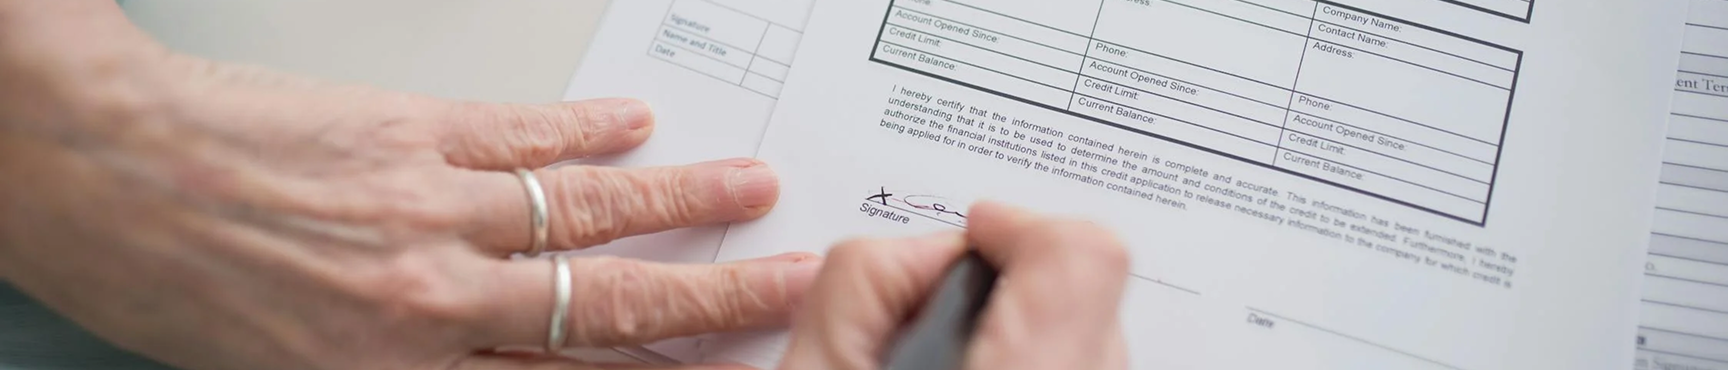 Signature
Name and Title
Date
Account Opened Since:
Credit Limit:
Current Balance:
Phone:
Account Opened Since:
Credit Limit:
Current Balance:
Company Name:
Contact Name:
Address:
Phone:
Account Opened Since:
Credit Limit:
Current Balance:
I hereby certify that the information contained herein is complete and accurate. This information has been furnished with the
understanding that it is to be used to determine the amount and conditions of the credit to be extended. Furthermore, I hereby
authorize the financial institutions listed in this credit application to release necessary information to the company for which credit is
being applied for in order to verify the information contained herein.
X
Signature
Date